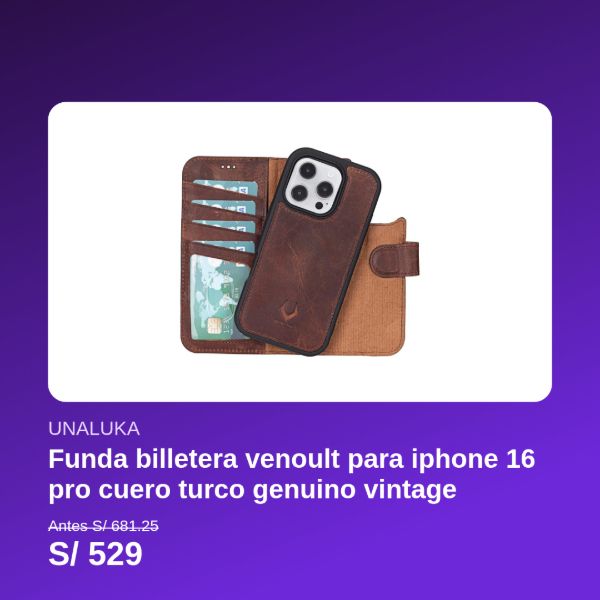 UNALUKA
Funda billetera venoult para iphone 16
pro cuero turco genuino vintage
Antes S/ 681.25
S/ 529